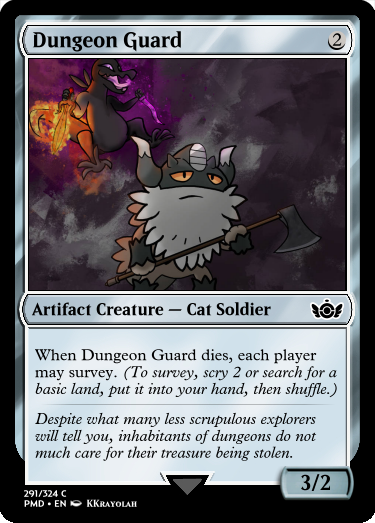 Dungeon Guard 2
Artifact Creature — Cat Soldier
When Dungeon Guard dies, each player
may survey. (To survey, scry 2 or search for a
basic land, put it into your hand, then shuffle.)
Despite what many less scrupulous explorers
will tell you, inhabitants of dungeons do not
much care for their treasure being stolen.
3/2
291/324 C
PMD • EN KKrayolah